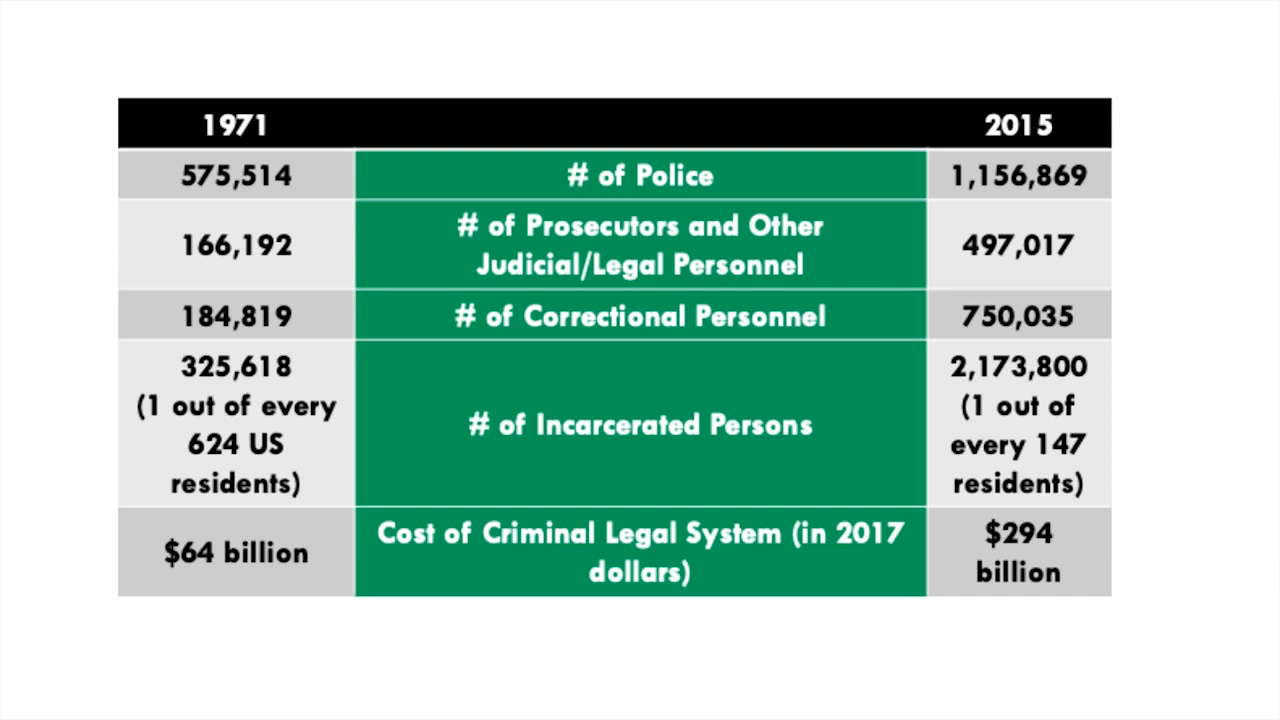 1971 2015
575,514 # of Police 1,156,869
166,192 # of Prosecutors and Other Judicial/Legal Personnel 497,017
184,819 # of Correctional Personnel 750,035
325,618
(1 out of every
624 US
residents)
# of Incarcerated Persons
2,173,800
(1 out of
every 147
residents)
$64 billion
Cost of Criminal Legal System (in 2017
dollars)
$294
billion